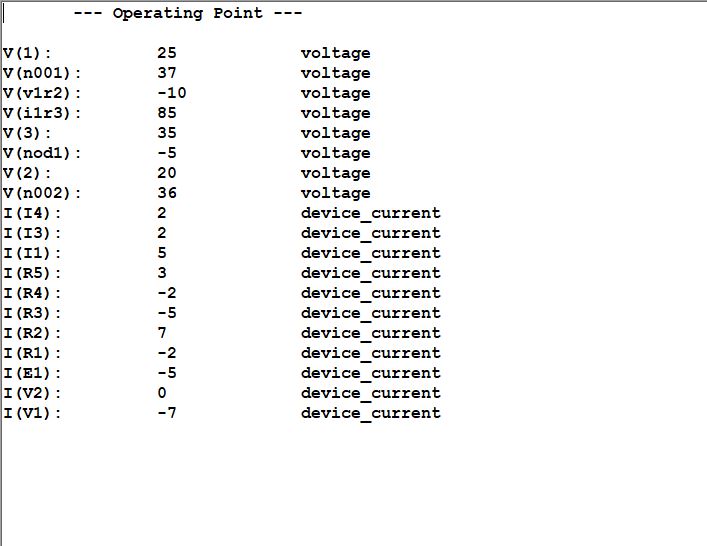 --- Operating Point ---
V(1): 25 voltage
V(n001): 37 voltage
V(v1r2): -10 voltage
V(i1r3): 85 voltage
V(3): 35 voltage
V(nod1): -5 voltage
V(2): 20 voltage
V(n002): 36 voltage
I(I4): 2 device_current
I(I3): 2 device_current
I(I1): 5 device_current
I(R5): 3 device_current
I(R4): -2 device_current
I(R3): -5 device_current
I(R2): 7 device_current
I(R1): -2 device_current
I(E1): -5 device_current
I(V2): 0 device_current
I(V1): -7 device_current